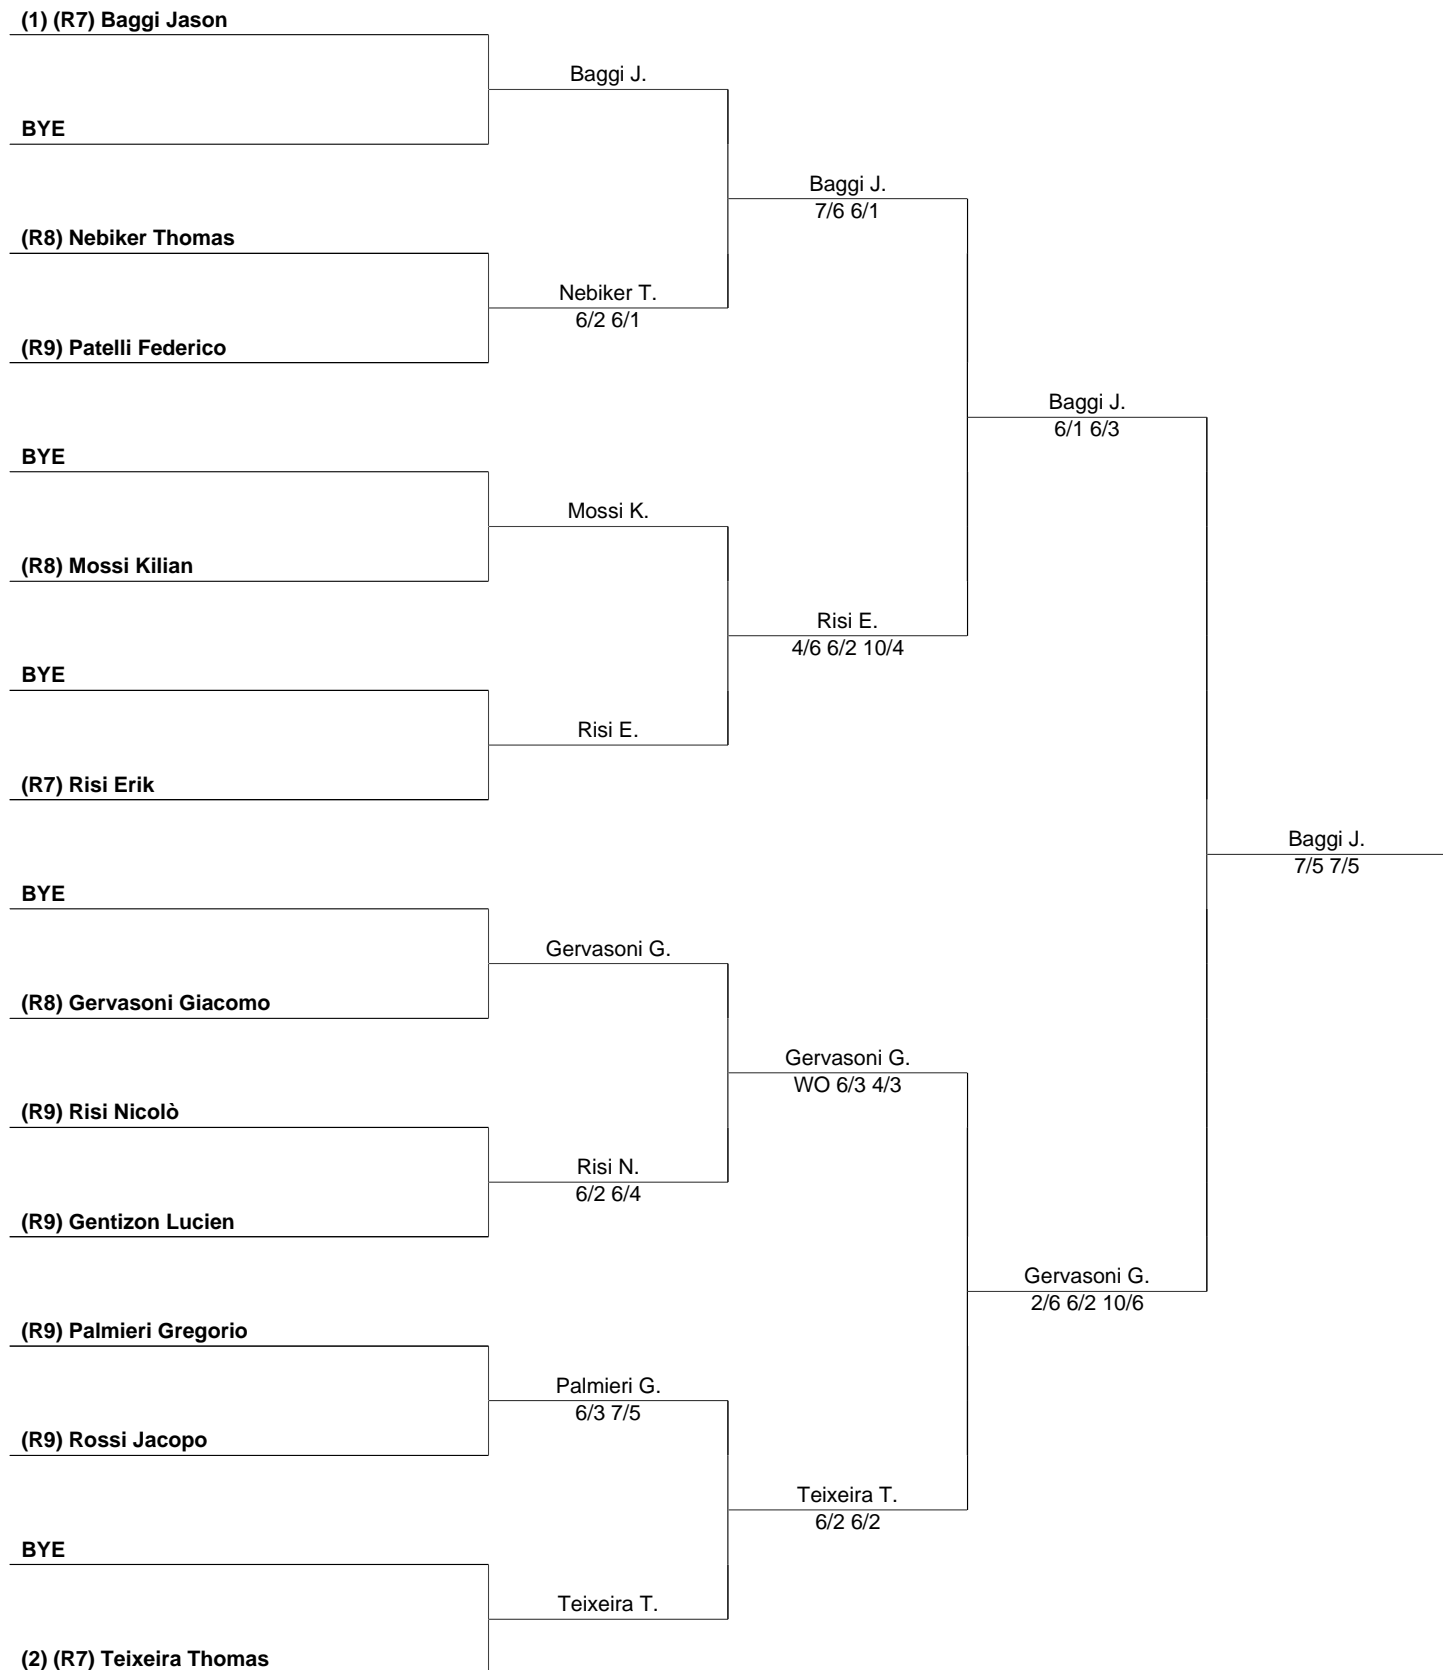 (1) (R7) Baggi Jason
Baggi J.
BYE
Baggi J.
7/6 6/1
(R8) Nebiker Thomas
Nebiker T.
6/2 6/1
(R9) Patelli Federico
Baggi J.
6/1 6/3
BYE
Mossi K.
(R8) Mossi Kilian
Risi E.
4/6 6/2 10/4
BYE
Risi E.
(R7) Risi Erik
Baggi J.
7/5 7/5
BYE
Gervasoni G.
(R8) Gervasoni Giacomo
Gervasoni G.
WO 6/3 4/3
(R9) Risi Nicolò
Risi N.
6/2 6/4
(R9) Gentizon Lucien
Gervasoni G.
2/6 6/2 10/6
(R9) Palmieri Gregorio
Palmieri G.
6/3 7/5
(R9) Rossi Jacopo
Teixeira T.
6/2 6/2
BYE
Teixeira T.
(2) (R7) Teixeira Thomas